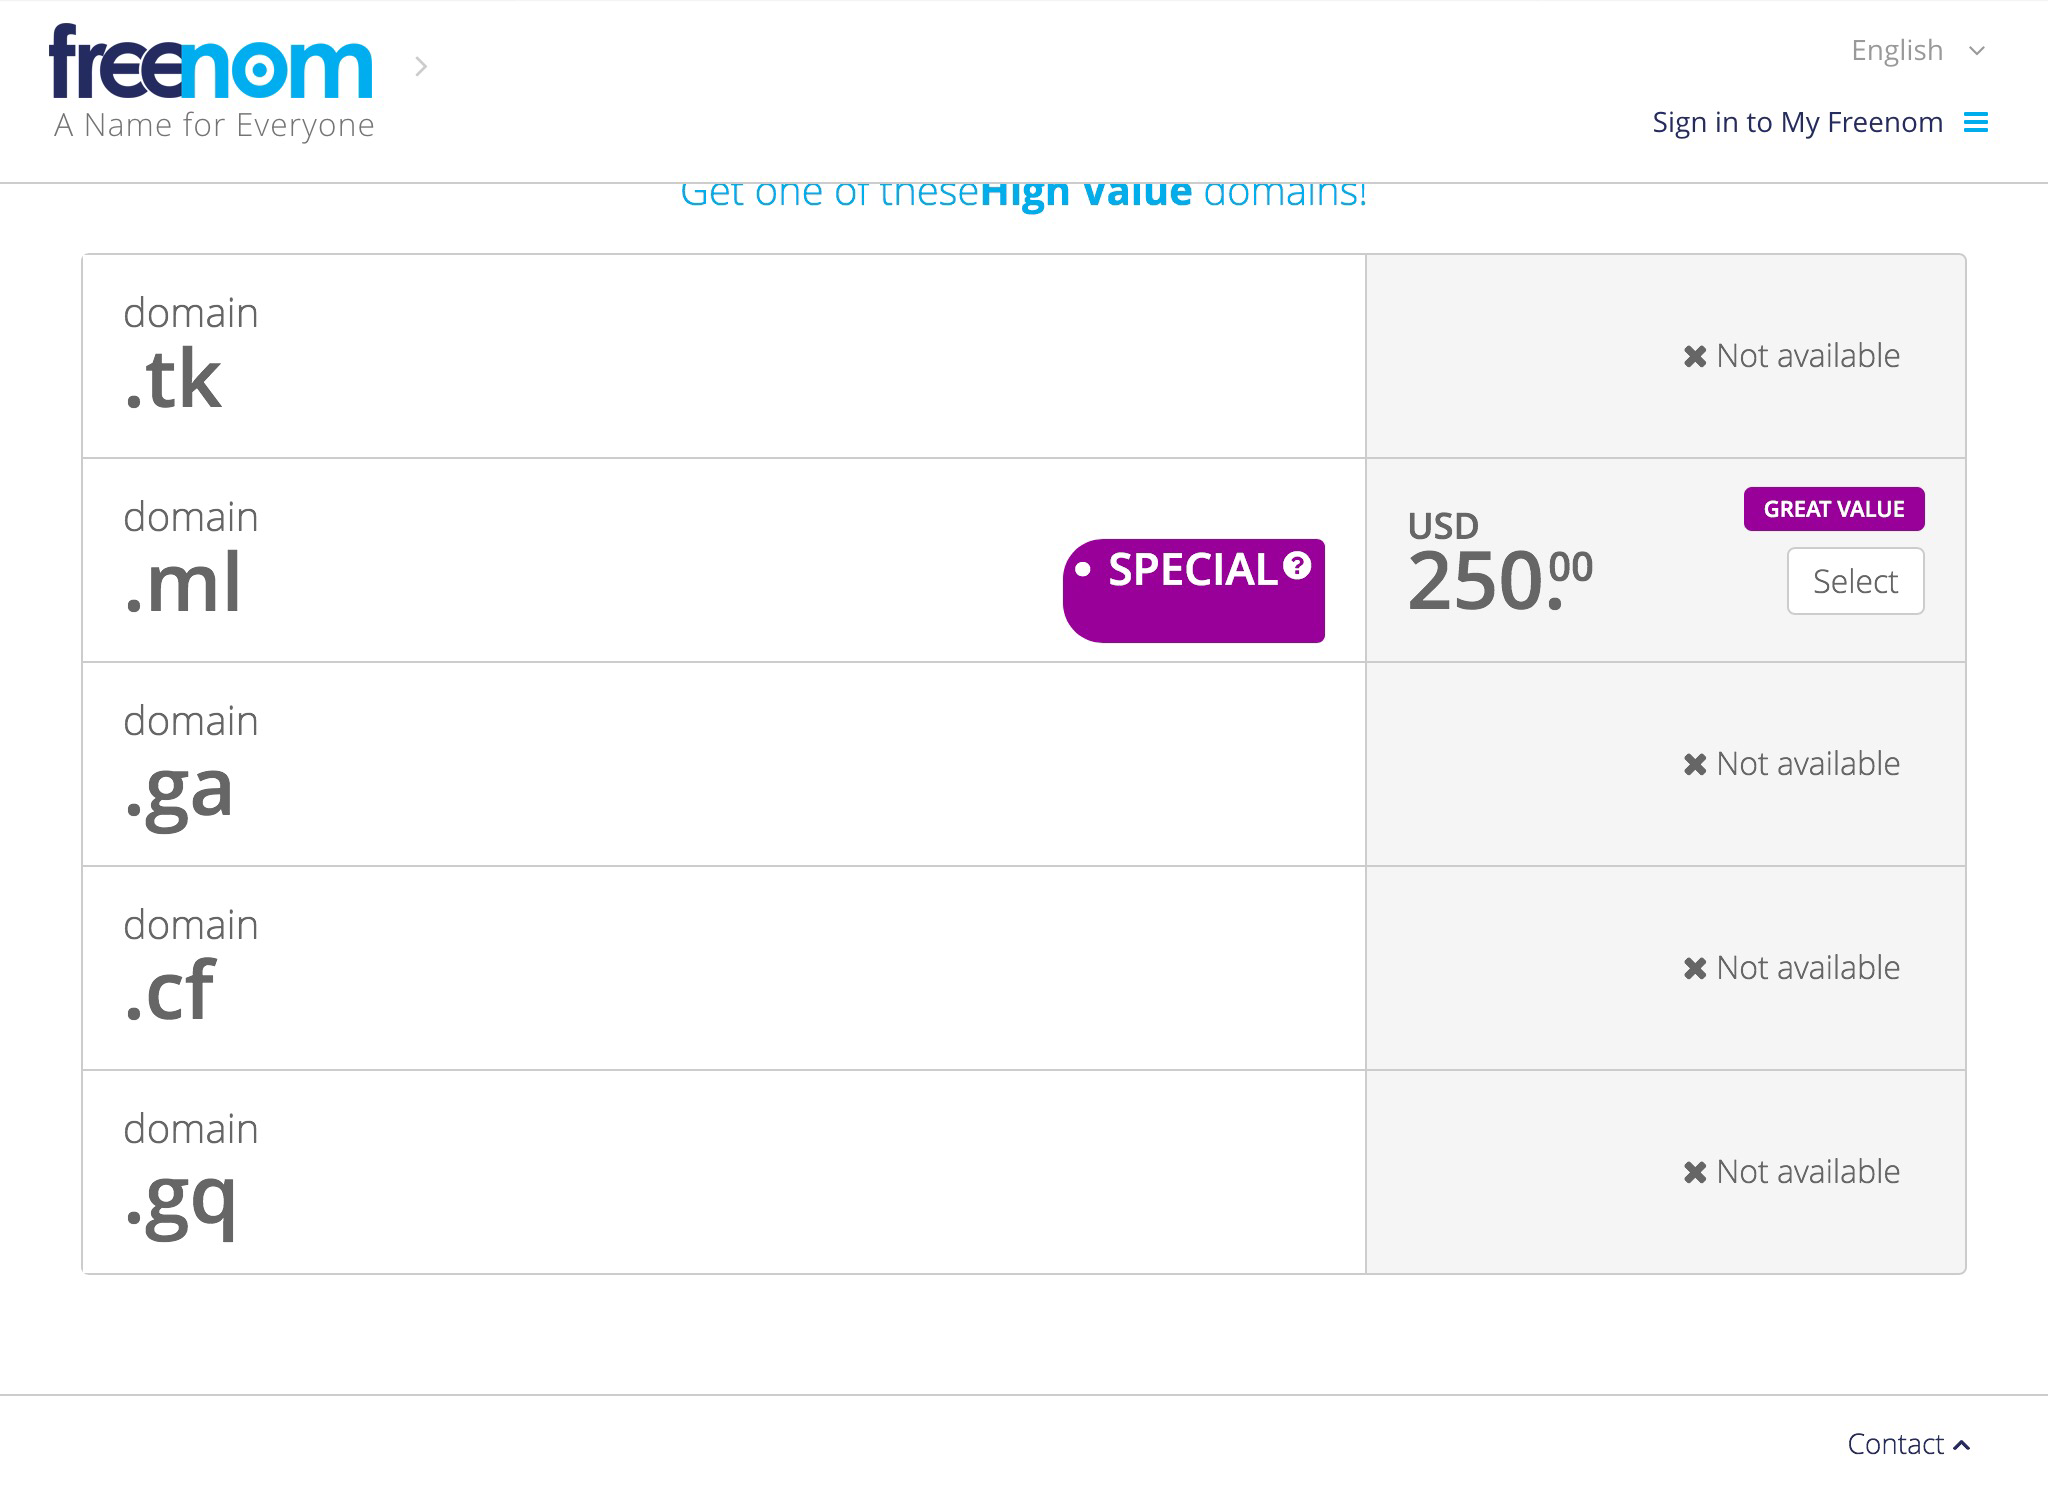 freenom
A Name for Everyone
English
Sign in to My Freenom
Get one of theseHigh Value domains!
domain
.tk
Not available
domain
.ml
SPECIAL ?
USD
250.00
GREAT VALUE
Select
domain
.ga
Not available
domain
.cf
Not available
domain
.gq
Not available
Contact